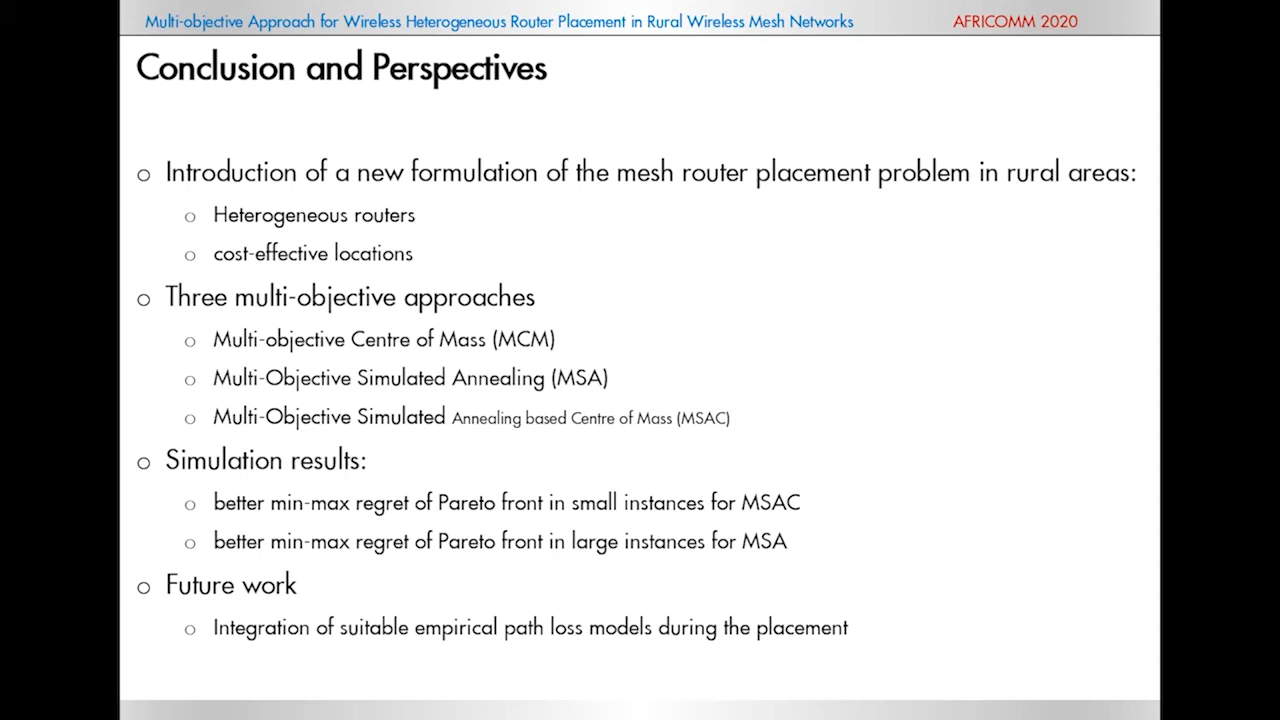 Multi-objective Approach for Wireless Heterogeneous Router Placement in Rural Wireless Mesh Networks AFRICOMM 2020
Conclusion and Perspectives
o Introduction of a new formulation of the mesh router placement problem in rural areas:
o Heterogeneous routers
o cost-effective locations
o Three multi-objective approaches
o Multi-objective Centre of Mass (MCM)
o Multi-Objective Simulated Annealing (MSA)
o Multi-Objective Simulated Annealing based Centre of Mass (MSAC)
o Simulation results:
o better min-max regret of Pareto front in small instances for MSAC
o better min-max regret of Pareto front in large instances for MSA
o Future work
o Integration of suitable empirical path loss models during the placement